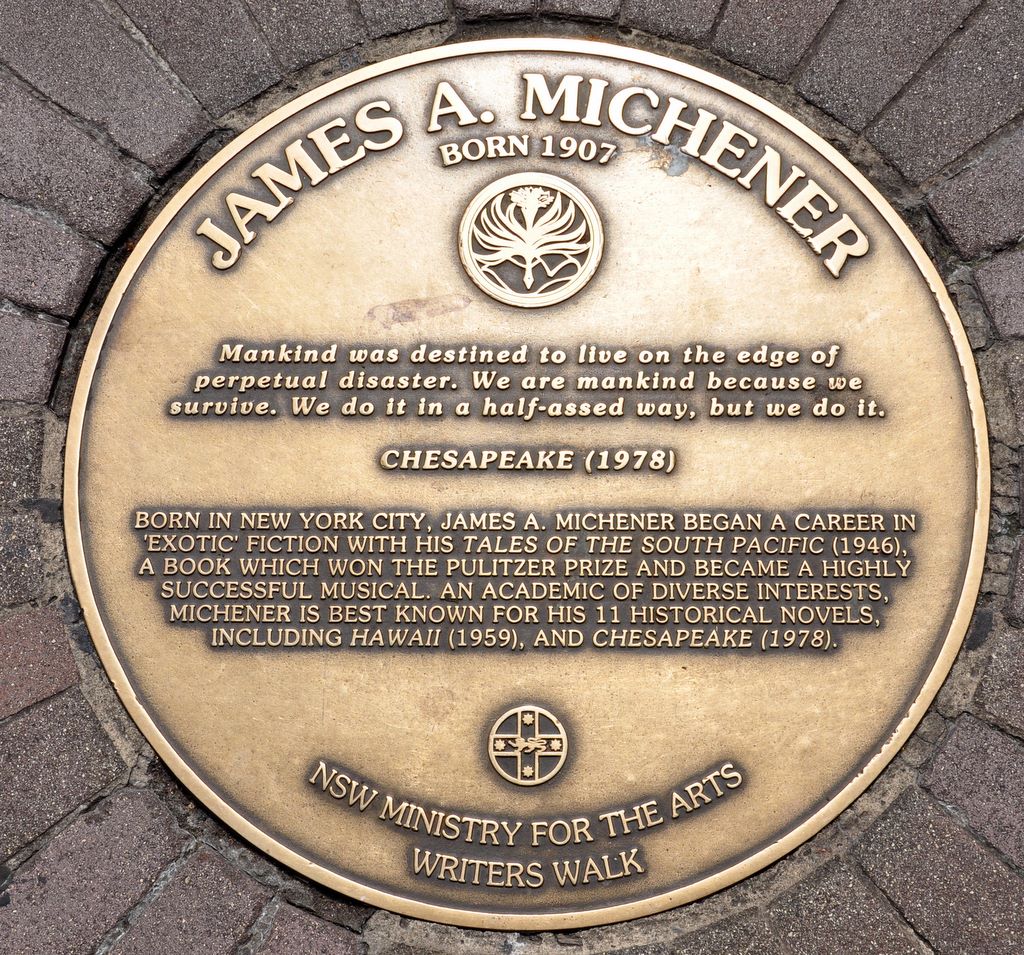 JAMES A. MICHENER
BORN 1907
Mankind was destined to live on the edge of
perpetual disaster. We are mankind because we
survive. We do it in a half-assed way, but we do it.
CHESAPEAKE (1978)
BORN IN NEW YORK CITY, JAMES A. MICHENER BEGAN A CAREER IN
'EXOTIC' FICTION WITH HIS TALES OF THE SOUTH PACIFIC (1946),
A BOOK WHICH WON THE PULITZER PRIZE AND BECAME A HIGHLY
SUCCESSFUL MUSICAL. AN ACADEMIC OF DIVERSE INTERESTS,
MICHENER IS BEST KNOWN FOR HIS 11 HISTORICAL NOVELS,
INCLUDING HAWAII (1959), AND CHESAPEAKE (1978).
NSW MINISTRY FOR THE ARTS
WRITERS WALK